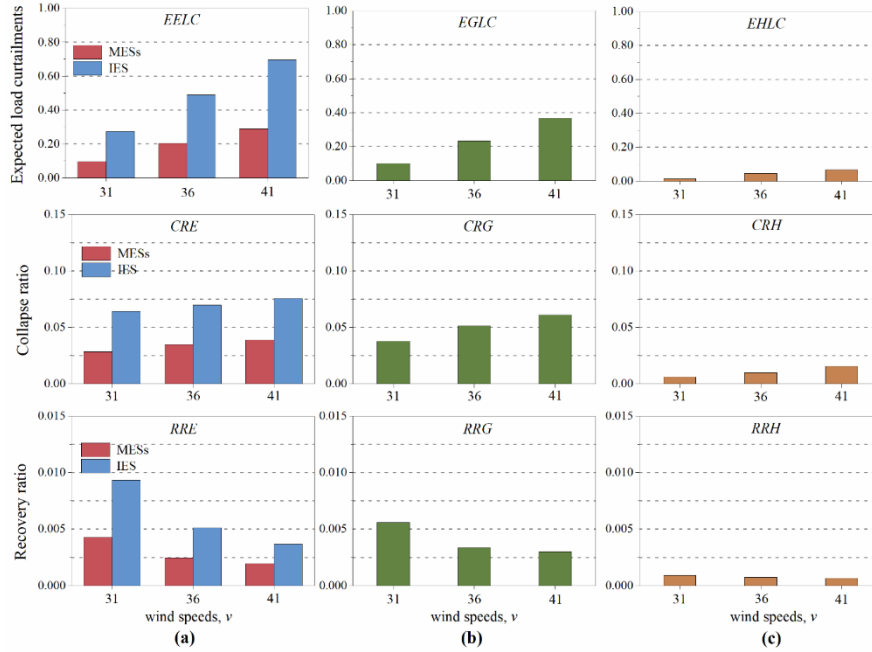 EELC
EGLC
EHLC
Expected load curtailments
1.00
0.80
0.60
0.40
0.20
0.00
MESs
IES
31
36
41
1.00
0.80
0.60
0.40
0.20
0.00
31
36
41
1.00
0.80
0.60
0.40
0.20
0.00
31
36
41
CRE
CRG
CRH
Collapse ratio
0.15
0.10
0.05
0.00
MESs
IES
31
36
41
0.15
0.10
0.05
0.00
31
36
41
0.15
0.10
0.05
0.00
31
36
41
RRE
RRG
RRH
Recovery ratio
0.015
0.010
0.005
0.000
MESs
IES
31
36
41
wind speeds, v
(a)
0.015
0.010
0.005
0.000
31
36
41
wind speeds, v
(b)
0.015
0.010
0.005
0.000
31
36
41
wind speeds, v
(c)